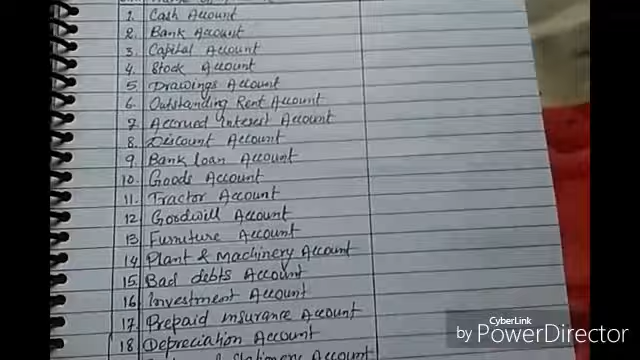 1. Cash Account
2. Bank Account
3. Capital Account
4. Stock Account
5. Drawings Account
6. Outstanding Rent Account
7. Accrued Interest Account
8. Discount Account
9. Bank loan Account
10. Goods Account
11. Tractor Account
12. Goodwill Account
13. Furniture Account
14. Plant & Machinery Account
15. Bad debts Account
16. Investment Account
17. Prepaid insurance Account
18. Depreciation Account
& Stationery Account
CyberLink
by PowerDirector